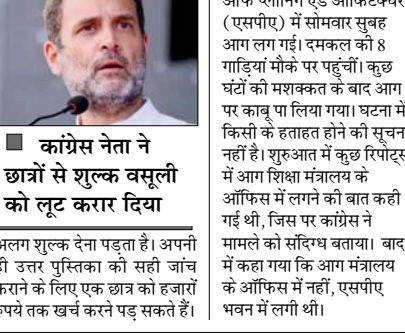 कांग्रेस नेता ने
छात्रों से शुल्क वसूली
को लूट करार दिया
अलग शुल्क देना पड़ता है। अपनी
ही उत्तर पुस्तिका की सही जांच
कराने के लिए एक छात्र को हजारों
रुपये तक खर्च करने पड़ सकते हैं।
ऑफ प्लानिंग एंड आर्किटेक्चर
(एसपीए) में सोमवार सुबह
आग लग गई। दमकल की 8
गाड़ियां मौके पर पहुंचीं। कुछ
घंटों की मशक्कत के बाद आग
पर काबू पा लिया गया। घटना में
किसी के हताहत होने की सूचना
नहीं है। शुरुआत में कुछ रिपोर्ट्स
में आग शिक्षा मंत्रालय के
ऑफिस में लगने की बात कही
गई थी, जिस पर कांग्रेस ने
मामले को संदिग्ध बताया। बाद
में कहा गया कि आग मंत्रालय
के ऑफिस में नहीं, एसपीए
भवन में लगी थी।